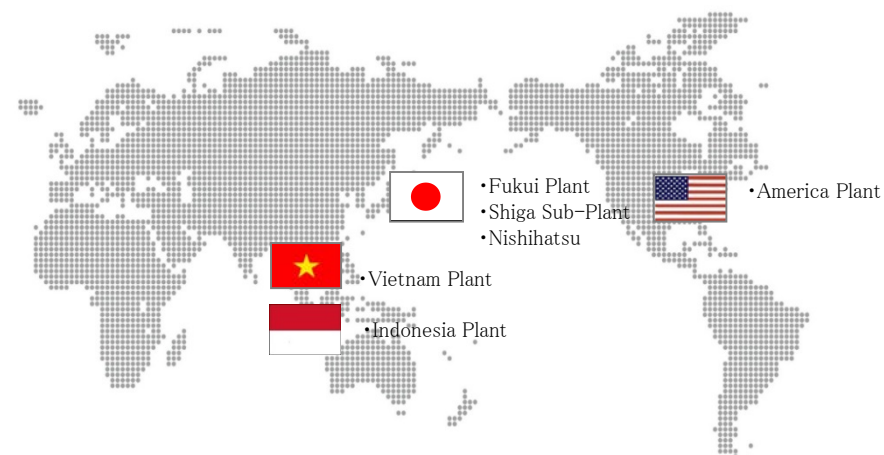 ・Fukui Plant
・Shiga Sub-Plant
・Nishihatsu
・America Plant
・Vietnam Plant
・Indonesia Plant